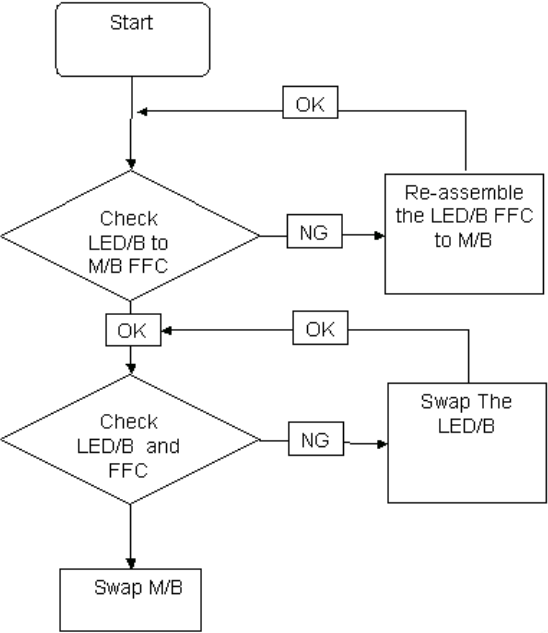 Start
OK
Check
LED/B to
M/B FFC
NG
Re-assemble
the LED/B FFC
to M/B
OK
OK
Check
LED/B and
FFC
NG
Swap The
LED/B
Swap M/B